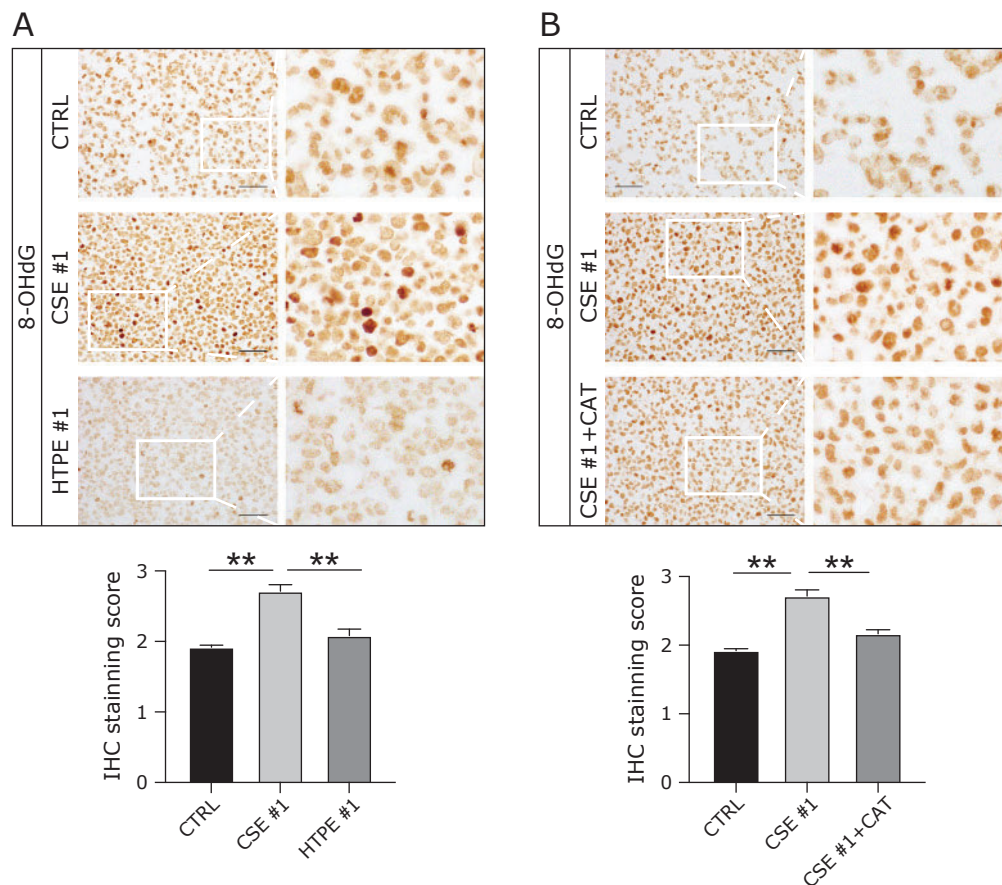 A
8-OHdG
CTRL
CSE #1
HTPE #1
**
**
IHC stainning score
3
2
1
0
CTRL
CSE #1
HTPE #1
B
8-OHdG
CTRL
CSE #1
CSE #1+CAT
**
**
IHC stainning score
3
2
1
0
CTRL
CSE #1
CSE #1+CAT